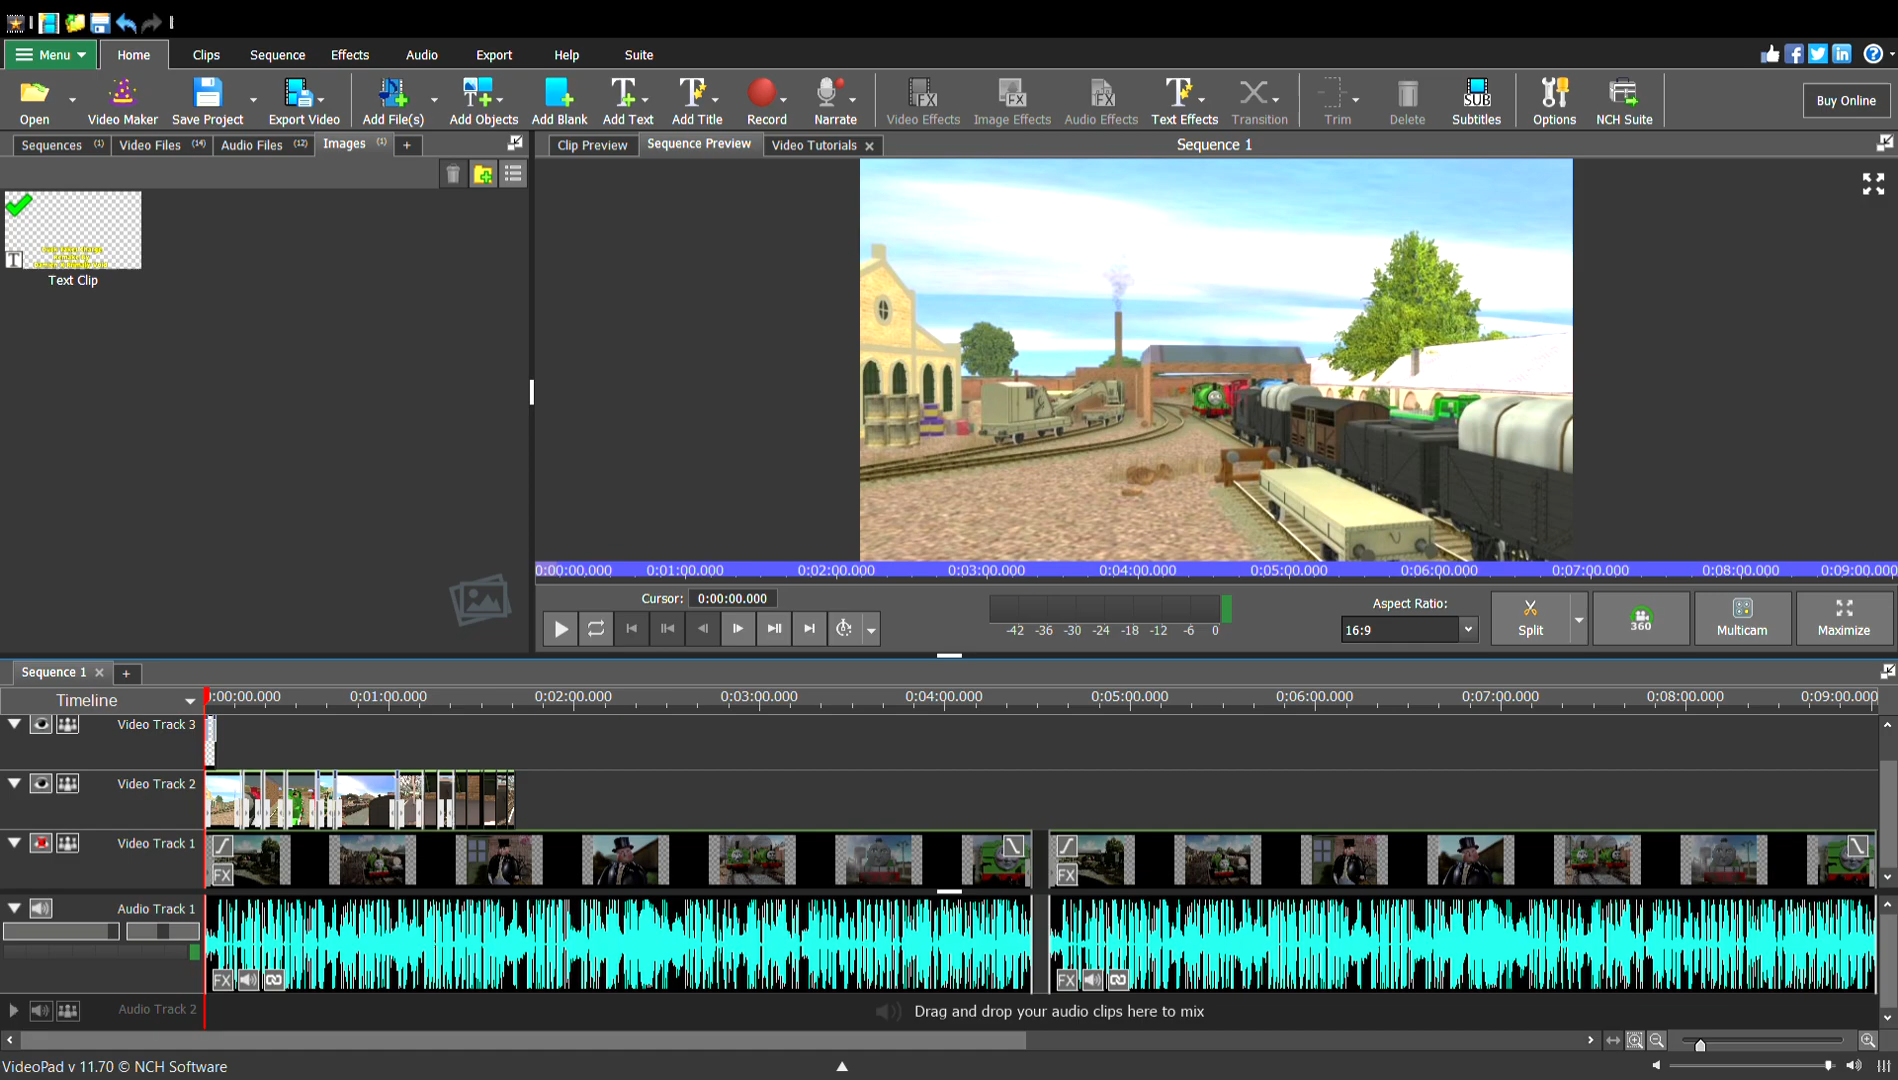 Menu Home Clips Sequence Effects Audio Export Help Suite
Open Video Maker Save Project Export Video Add File(s) Add Objects Add Blank Add Text Add Title Record Narrate Video Effects Image Effects Audio Effects Text Effects Transition Trim Delete Subtitles Options NCH Suite Buy Online
Sequences (1) Video Files (14) Audio Files (12) Images (1) +
Clip Preview Sequence Preview Video Tutorials
Sequence 1
Text Clip
0:00:00,000 0:01:00.000 0:02:00.000 0:03:00.000 0:04:00.000 0:05:00.000 0:06:00.000 0:07:00.000 0:08:00.000 0:09:00.000
Cursor: 0:00:00.000
-42 -36 -30 -24 -18 -12 -6 0
Aspect Ratio:
16:9
Split 360 Multicam Maximize
Sequence 1 +
Timeline
0:00:00.000 0:01:00.000 0:02:00.000 0:03:00.000 0:04:00.000 0:05:00.000 0:06:00.000 0:07:00.000 0:08:00.000 0:09:00.000
Video Track 3
Video Track 2
Video Track 1
FX FX
Audio Track 1
FX FX
Audio Track 2
Drag and drop your audio clips here to mix
VideoPad v 11.70 © NCH Software